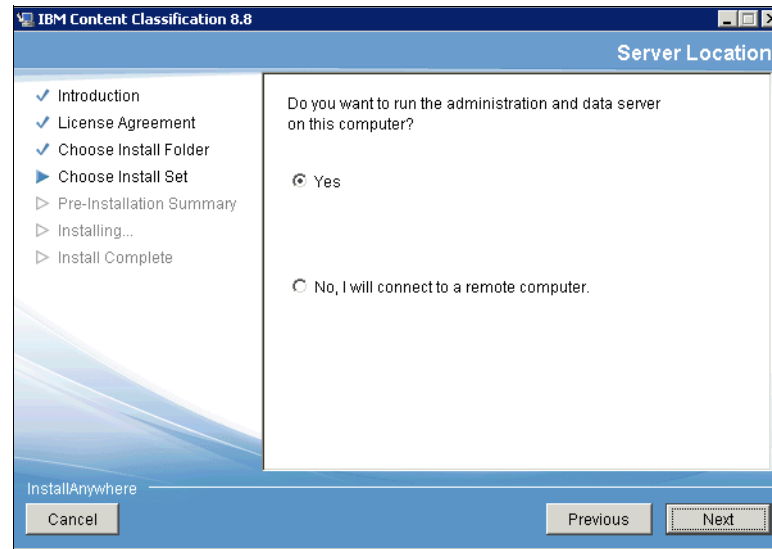 IBM Content Classification 8.8
Server Location
Introduction
License Agreement
Choose Install Folder
Choose Install Set
Pre-Installation Summary
Installing...
Install Complete
Do you want to run the administration and data server
on this computer?
Yes
No, I will connect to a remote computer.
InstallAnywhere
Cancel
Previous
Next